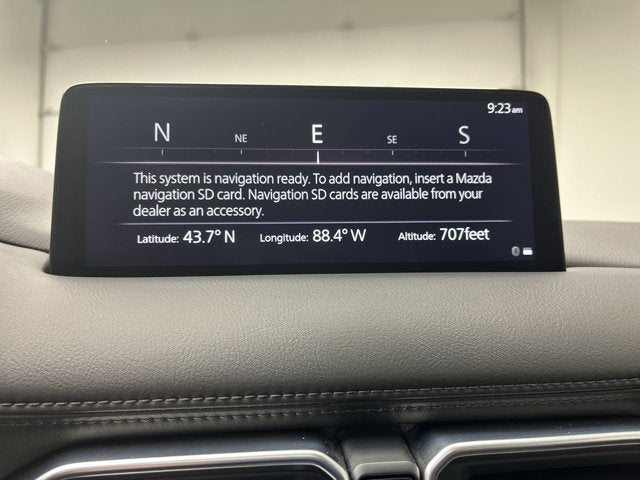 9:23am
N NE E SE S
This system is navigation ready. To add navigation, insert a Mazda
navigation SD card. Navigation SD cards are available from your
dealer as an accessory.
Latitude: 43.7° N Longitude: 88.4° W Altitude: 707feet